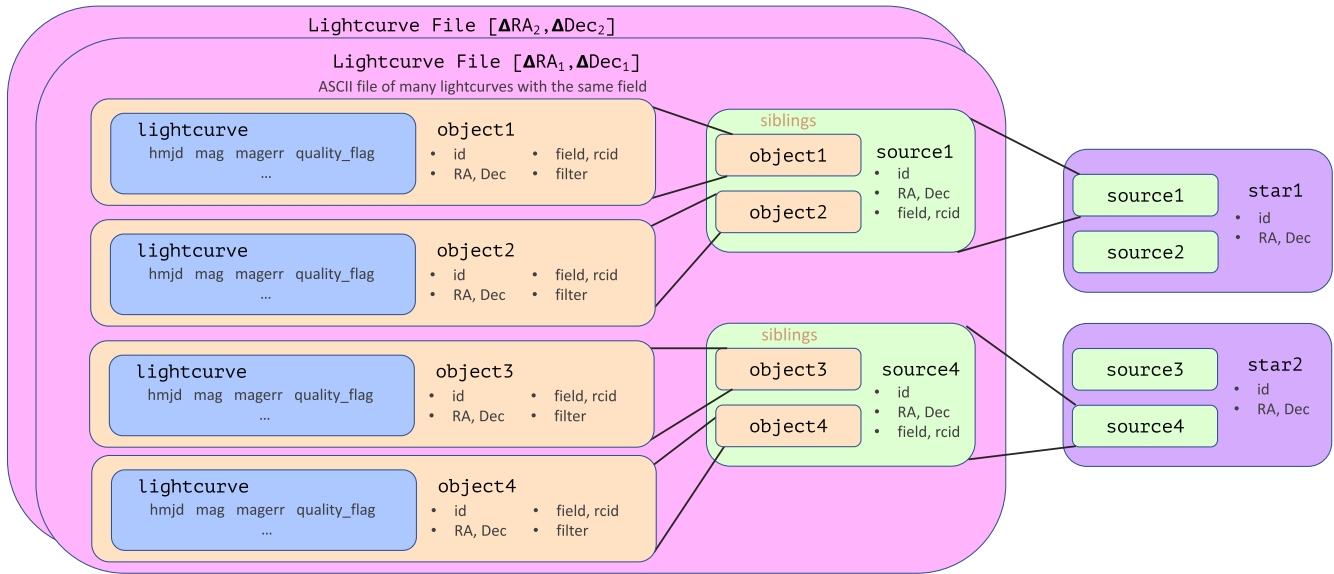 Lightcurve File [ΔRA₂,ΔDec₂]
Lightcurve File [ΔRA₁,ΔDec₁]
ASCII file of many lightcurves with the same field
lightcurve
hmjd mag magerr quality_flag
...
object1
• id
• RA, Dec
• field, rcid
• filter
lightcurve
hmjd mag magerr quality_flag
...
object2
• id
• RA, Dec
• field, rcid
• filter
lightcurve
hmjd mag magerr quality_flag
...
object3
• id
• RA, Dec
• field, rcid
• filter
lightcurve
hmjd mag magerr quality_flag
...
object4
• id
• RA, Dec
• field, rcid
• filter
siblings
object1
object2
source1
• id
• RA, Dec
• field, rcid
siblings
object3
object4
source4
• id
• RA, Dec
• field, rcid
source1
source2
star1
• id
• RA, Dec
source3
source4
star2
• id
• RA, Dec